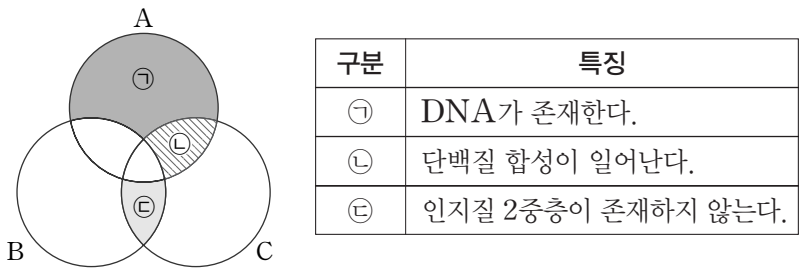 A
㉠
㉡
㉢
B
C
구분 특징
㉠ DNA가 존재한다.
㉡ 단백질 합성이 일어난다.
㉢ 인지질 2중층이 존재하지 않는다.